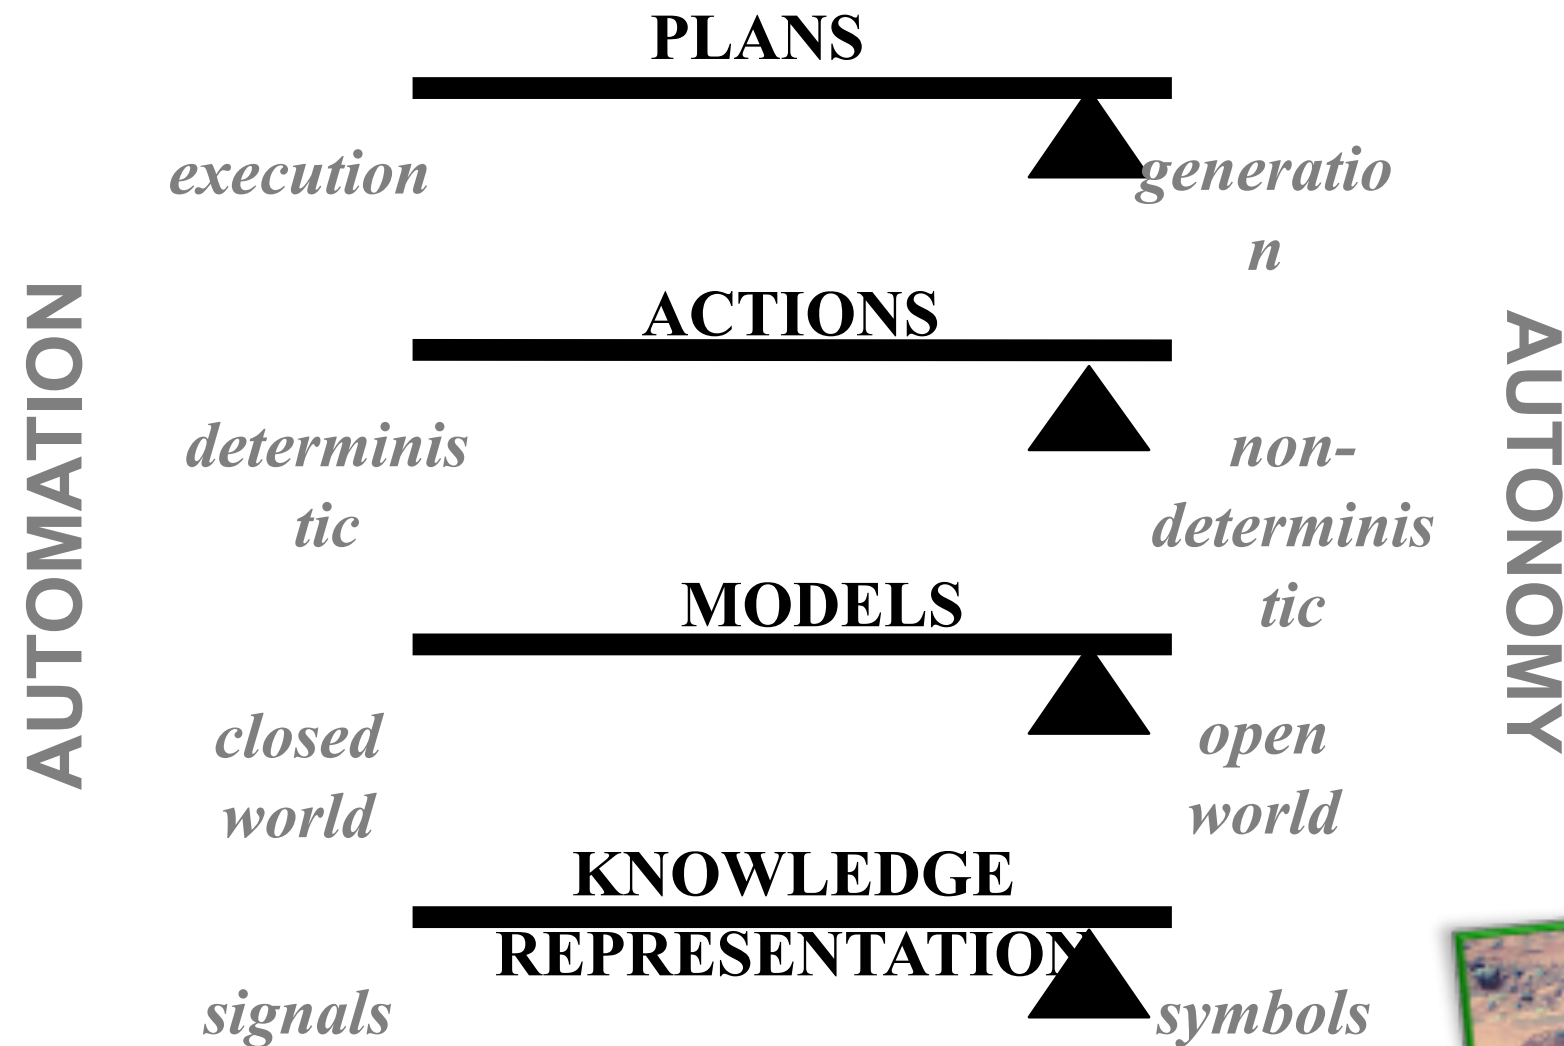 PLANS
execution
generatio
n
ACTIONS
AUTOMATION
AUTONOMY
determinis
tic
non-
determinis
tic
MODELS
closed
world
open
world
KNOWLEDGE
REPRESENTATION
signals
symbols